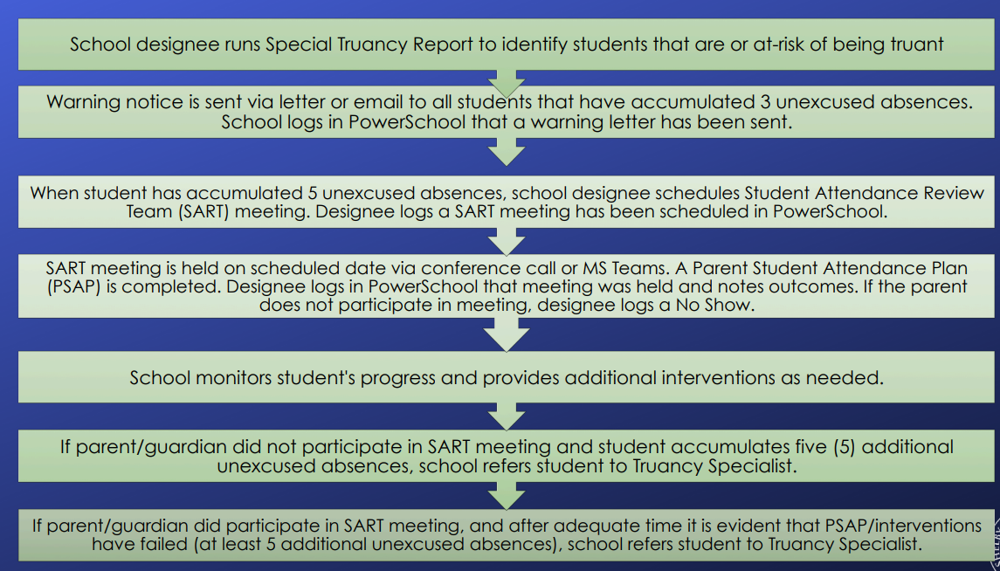 School designee runs Special Truancy Report to identify students that are or at-risk of being truant
Warning notice is sent via letter or email to all students that have accumulated 3 unexcused absences.
School logs in PowerSchool that a warning letter has been sent.
When student has accumulated 5 unexcused absences, school designee schedules Student Attendance Review
Team (SART) meeting. Designee logs a SART meeting has been scheduled in PowerSchool.
SART meeting is held on scheduled date via conference call or MS Teams. A Parent Student Attendance Plan
(PSAP) is completed. Designee logs in PowerSchool that meeting was held and notes outcomes. If the parent
does not participate in meeting, designee logs a No Show.
School monitors student's progress and provides additional interventions as needed.
If parent/guardian did not participate in SART meeting and student accumulates five (5) additional
unexcused absences, school refers student to Truancy Specialist.
If parent/guardian did participate in SART meeting, and after adequate time it is evident that PSAP/interventions
have failed (at least 5 additional unexcused absences), school refers student to Truancy Specialist.